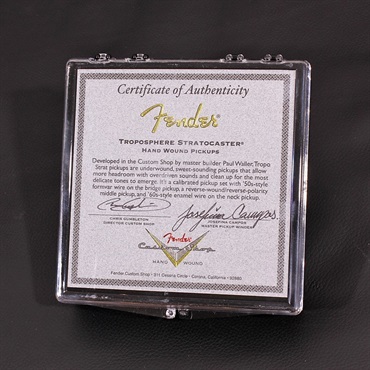 Certificate of Authenticity
Fender
TROPOSPHERE STRATOCASTER®
HAND WOUND PICKUPS
Developed in the Custom Shop by master builder Paul Waller, Tropo
Strat pickups are underwound, sweet-sounding pickups that allow
more headroom with overdriven sounds and clean up for the most
delicate tones to emerge. It's a calibrated pickup set with '50s-style
formvar wire on the bridge pickup, a reverse-wound/reverse-polarity
middle pickup, and '60s-style enamel wire on the neck pickup.
Josefina Campos
CHRIS FLEMING
DIRECTOR CUSTOM SHOP
JOSEFINA CAMPOS
MASTER PICKUP WINDER
Fender
Custom Shop
HAND WOUND
Fender Custom Shop • 311 Cessna Circle • Corona, California • 92880